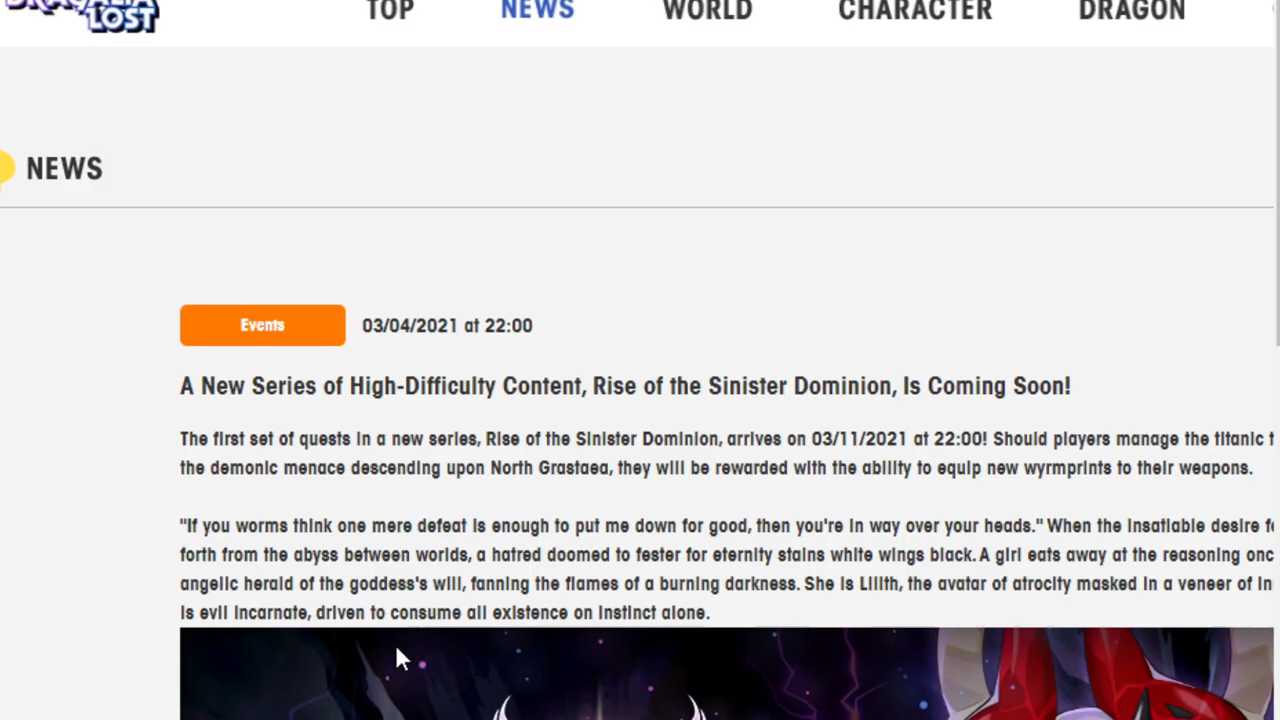 DRAGALIA
LOST
TOP NEWS WORLD CHARACTER DRAGON
NEWS
Events 03/04/2021 at 22:00
A New Series of High-Difficulty Content, Rise of the Sinister Dominion, Is Coming Soon!
The first set of quests in a new series, Rise of the Sinister Dominion, arrives on 03/11/2021 at 22:00! Should players manage the titanic t
the demonic menace descending upon North Grastaea, they will be rewarded with the ability to equip new wyrmprints to their weapons.
"If you worms think one mere defeat is enough to put me down for good, then you're in way over your heads." When the insatiable desire fe
forth from the abyss between worlds, a hatred doomed to fester for eternity stains white wings black. A girl eats away at the reasoning onc
angelic herald of the goddess's will, fanning the flames of a burning darkness. She is Lilith, the avatar of atrocity masked in a veneer of in
is evil incarnate, driven to consume all existence on instinct alone.